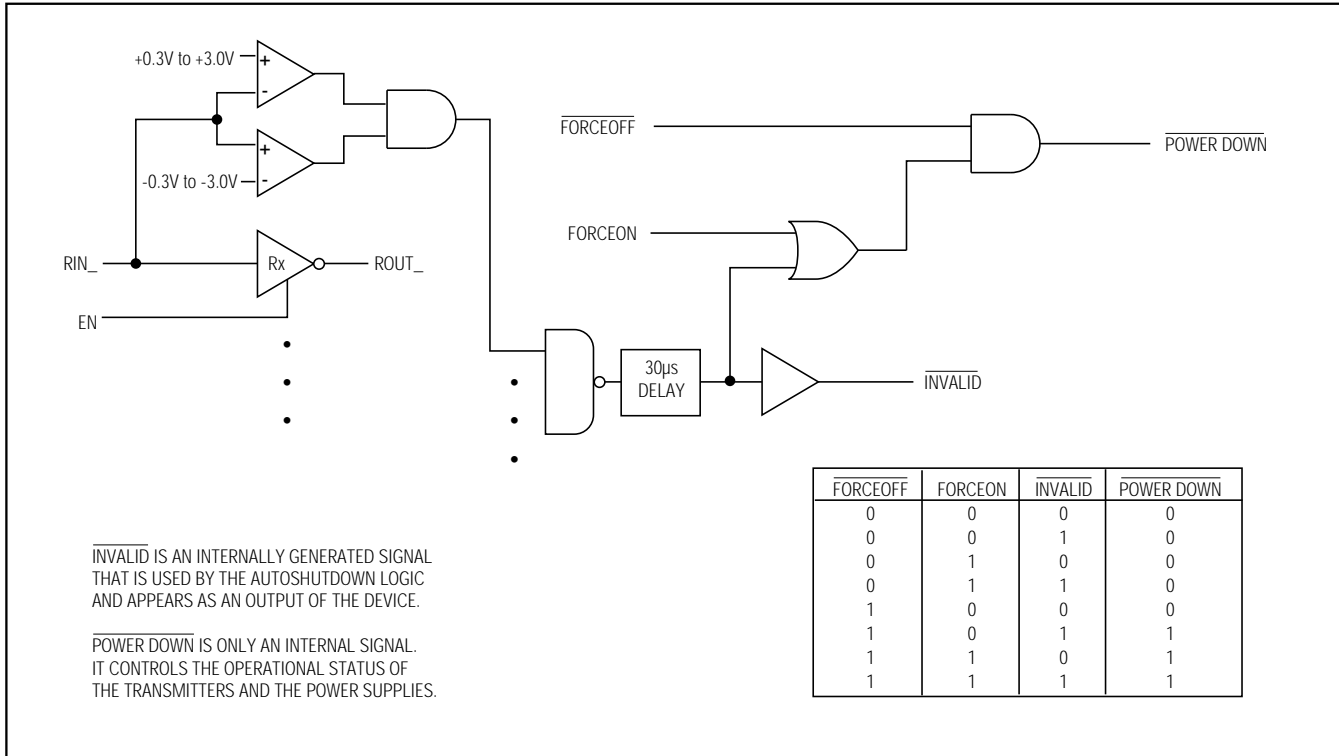 +0.3V to +3.0V
+
-
+
-0.3V to -3.0V
-
RIN_
Rx
ROUT_
EN
FORCEOFF
POWER DOWN
FORCEON
30µs
DELAY
INVALID
FORCEOFF FORCEON INVALID POWER DOWN
0 0 0 0
0 0 1 0
0 1 0 0
0 1 1 0
1 0 0 0
1 0 1 1
1 1 0 1
1 1 1 1
INVALID IS AN INTERNALLY GENERATED SIGNAL
THAT IS USED BY THE AUTOSHUTDOWN LOGIC
AND APPEARS AS AN OUTPUT OF THE DEVICE.
POWER DOWN IS ONLY AN INTERNAL SIGNAL.
IT CONTROLS THE OPERATIONAL STATUS OF
THE TRANSMITTERS AND THE POWER SUPPLIES.